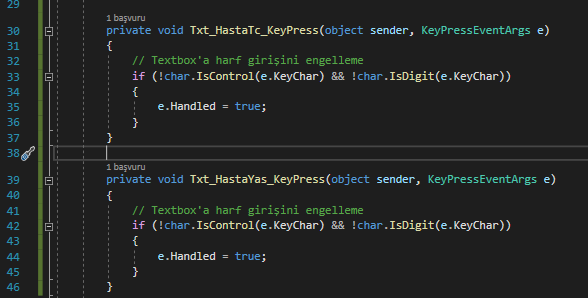 29
1 başvuru
30 private void Txt_HastaTc_KeyPress(object sender, KeyPressEventArgs e)
31 {
32 // Textbox'a harf girişini engelleme
33 if (!char.IsControl(e.KeyChar) && !char.IsDigit(e.KeyChar))
34 {
35 e.Handled = true;
36 }
37 }
38
1 başvuru
39 private void Txt_HastaYas_KeyPress(object sender, KeyPressEventArgs e)
40 {
41 // Textbox'a harf girişini engelleme
42 if (!char.IsControl(e.KeyChar) && !char.IsDigit(e.KeyChar))
43 {
44 e.Handled = true;
45 }
46 }